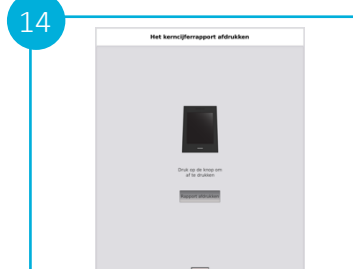 14
Het kerncijferrapport afdrukken
Druk op de knop om
af te drukken
Rapport afdrukken